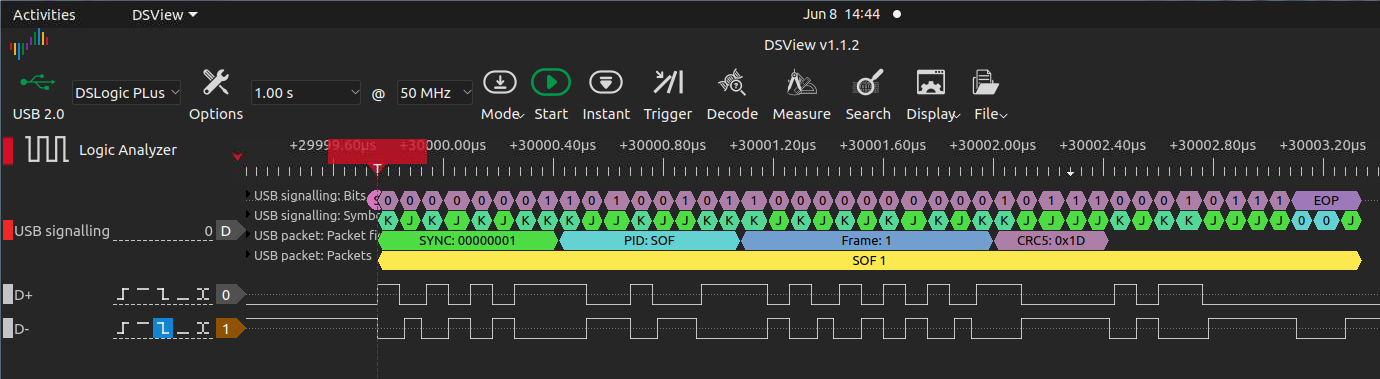 Activities DSView Jun 8 14:44
DSView v1.1.2
USB 2.0 DSLogic PLus Options 1.00 s @ 50 MHz Mode Start Instant Trigger Decode Measure Search Display File
Logic Analyzer
+29999.60µs +30000.00µs +30000.40µs +30000.80µs +30001.20µs +30001.60µs +30002.00µs +30002.40µs +30002.80µs +30003.20µs
T
USB signalling: Bits 0 0 0 0 0 0 0 1 1 0 1 0 0 1 0 1 1 0 0 0 0 0 0 0 0 0 0 1 0 1 1 1 0 0 0 1 0 1 1 1 EOP
USB signalling: Symbo K J K J K J K K K J J K J J K K K J K J K J K J K J K K J J J J K J K K J J J J 0 0 J
USB signalling 0 D
USB packet: Packet fi SYNC: 00000001 PID: SOF Frame: 1 CRC5: 0x1D
USB packet: Packets SOF 1
D+ 0
D- 1